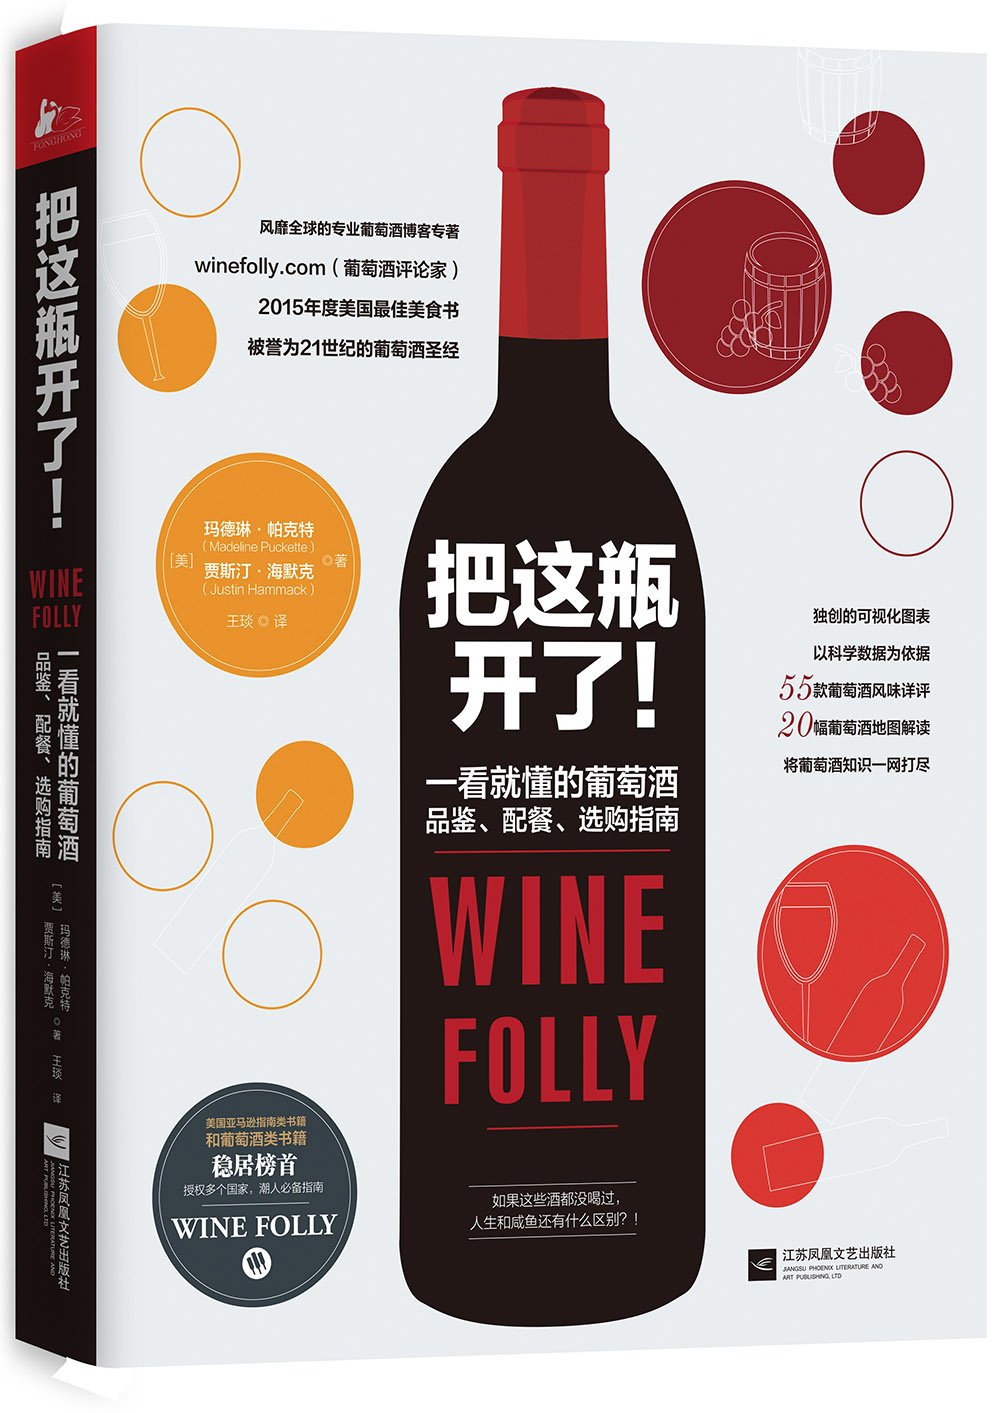 FONGHONG
把这瓶开了！
WINE
FOLLY
一看就懂的葡萄酒
品鉴、配餐、选购指南
[美]
玛德琳·帕克特
贾斯汀·海默克
◎著
王琰 译
江苏凤凰文艺出版社
JIANGSU PHOENIX LITERATURE AND
ART PUBLISHING, LTD
风靡全球的专业葡萄酒博客专著
winefolly.com（葡萄酒评论家）
2015年度美国最佳美食书
被誉为21世纪的葡萄酒圣经
[美]
玛德琳·帕克特
（Madeline Puckette）
贾斯汀·海默克
（Justin Hammack）
◎著
王琰◎译
把这瓶
开了！
一看就懂的葡萄酒
品鉴、配餐、选购指南
WINE
FOLLY
如果这些酒都没喝过，
人生和咸鱼还有什么区别？！
独创的可视化图表
以科学数据为依据
55款葡萄酒风味详评
20幅葡萄酒地图解读
将葡萄酒知识一网打尽
美国亚马逊指南类书籍
和葡萄酒类书籍
稳居榜首
授权多个国家，潮人必备指南
WINE FOLLY
江苏凤凰文艺出版社
JIANGSU PHOENIX LITERATURE AND
ART PUBLISHING, LTD